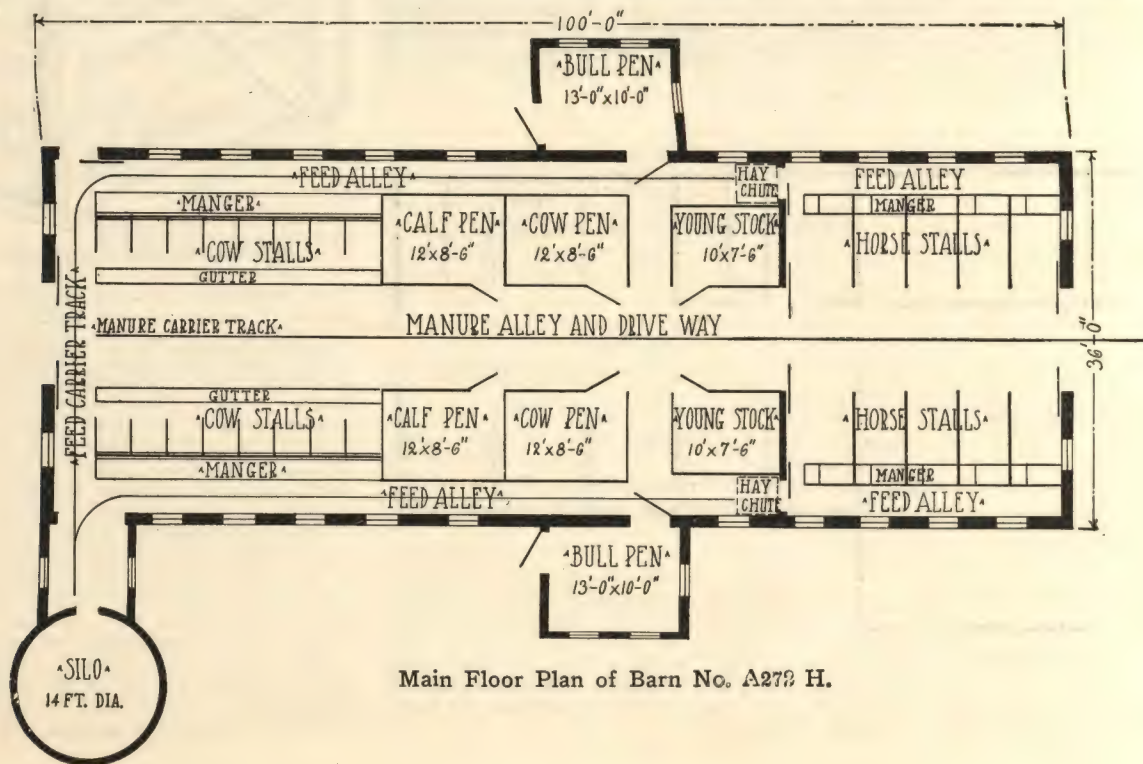 100'-0"
▴BULL PEN▴
13'-0"x10'-0"
▴FEED ALLEY▴
HAY
CHUTE
FEED ALLEY
▴MANGER▴
MANGER
▴CALF PEN▴
12'x8'-6"
▴COW PEN▴
12'x8'-6"
▴YOUNG STOCK▴
10'x7'-6"
▴HORSE STALLS▴
▴COW STALLS▴
GUTTER
▴FEED CARRIER TRACK▴
▴MANURE CARRIER TRACK▴
MANURE ALLEY AND DRIVE WAY
36'-0"
GUTTER
▴COW STALLS▴
▴CALF PEN▴
12'x8'-6"
▴COW PEN▴
12'x8'-6"
▴YOUNG STOCK▴
10'x7'-6"
▴HORSE STALLS▴
▴MANGER▴
MANGER
▴FEED ALLEY▴
HAY
CHUTE
▴FEED ALLEY▴
▴BULL PEN▴
13'-0"x10'-0"
▴SILO▴
14 FT. DIA.
Main Floor Plan of Barn No. A272 H.